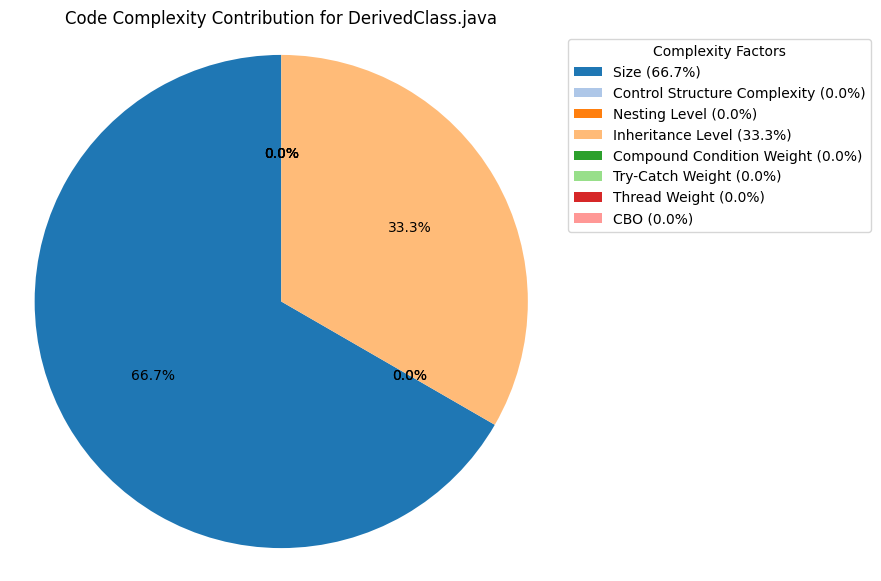 Code Complexity Contribution for DerivedClass.java
Complexity Factors
Size (66.7%)
Control Structure Complexity (0.0%)
Nesting Level (0.0%)
Inheritance Level (33.3%)
Compound Condition Weight (0.0%)
Try-Catch Weight (0.0%)
Thread Weight (0.0%)
CBO (0.0%)
0.0%
33.3%
66.7%
0.0%